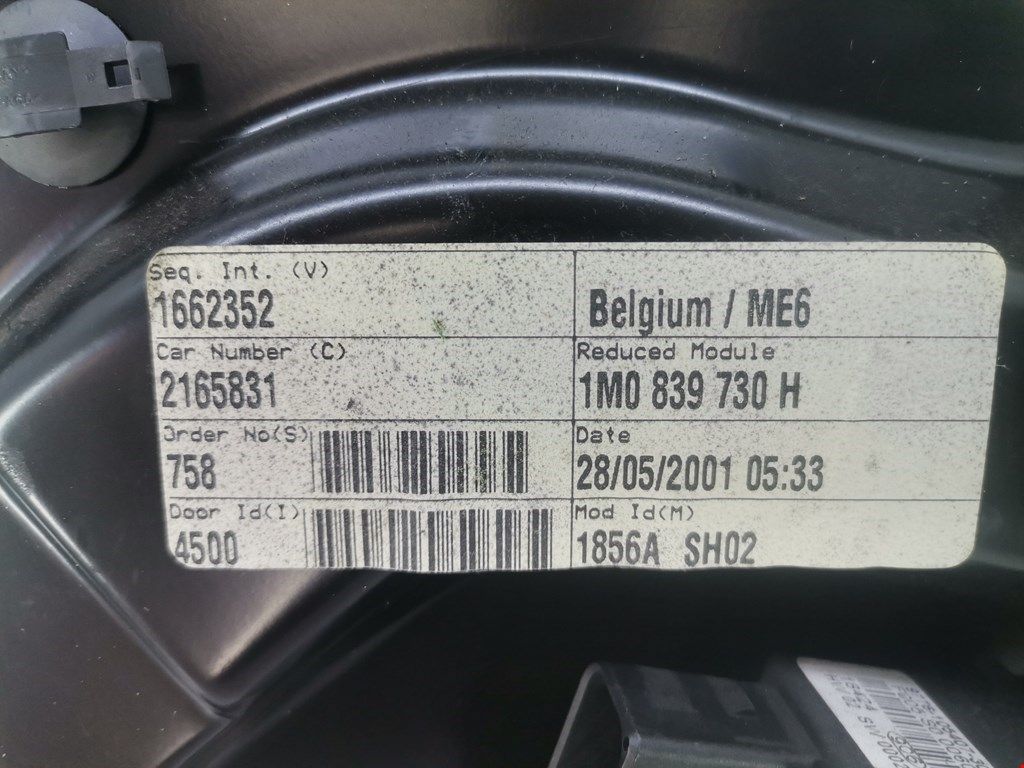 Seq. Int. (V)
1662352
Belgium / ME6
Car Number (C)
2165831
Reduced Module
1M0 839 730 H
Order No(S)
758
Date
28/05/2001 05:33
Door Id(I)
4500
Mod Id(M)
1856A SH02